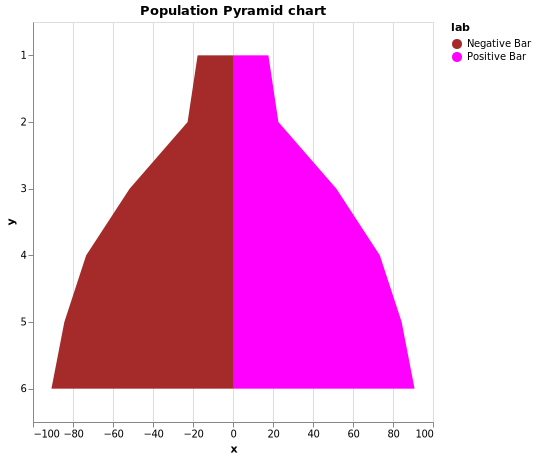 Population Pyramid chart
lab
Negative Bar
Positive Bar
1
2
3
4
5
6
y
−100 −80 −60 −40 −20 0 20 40 60 80 100
x